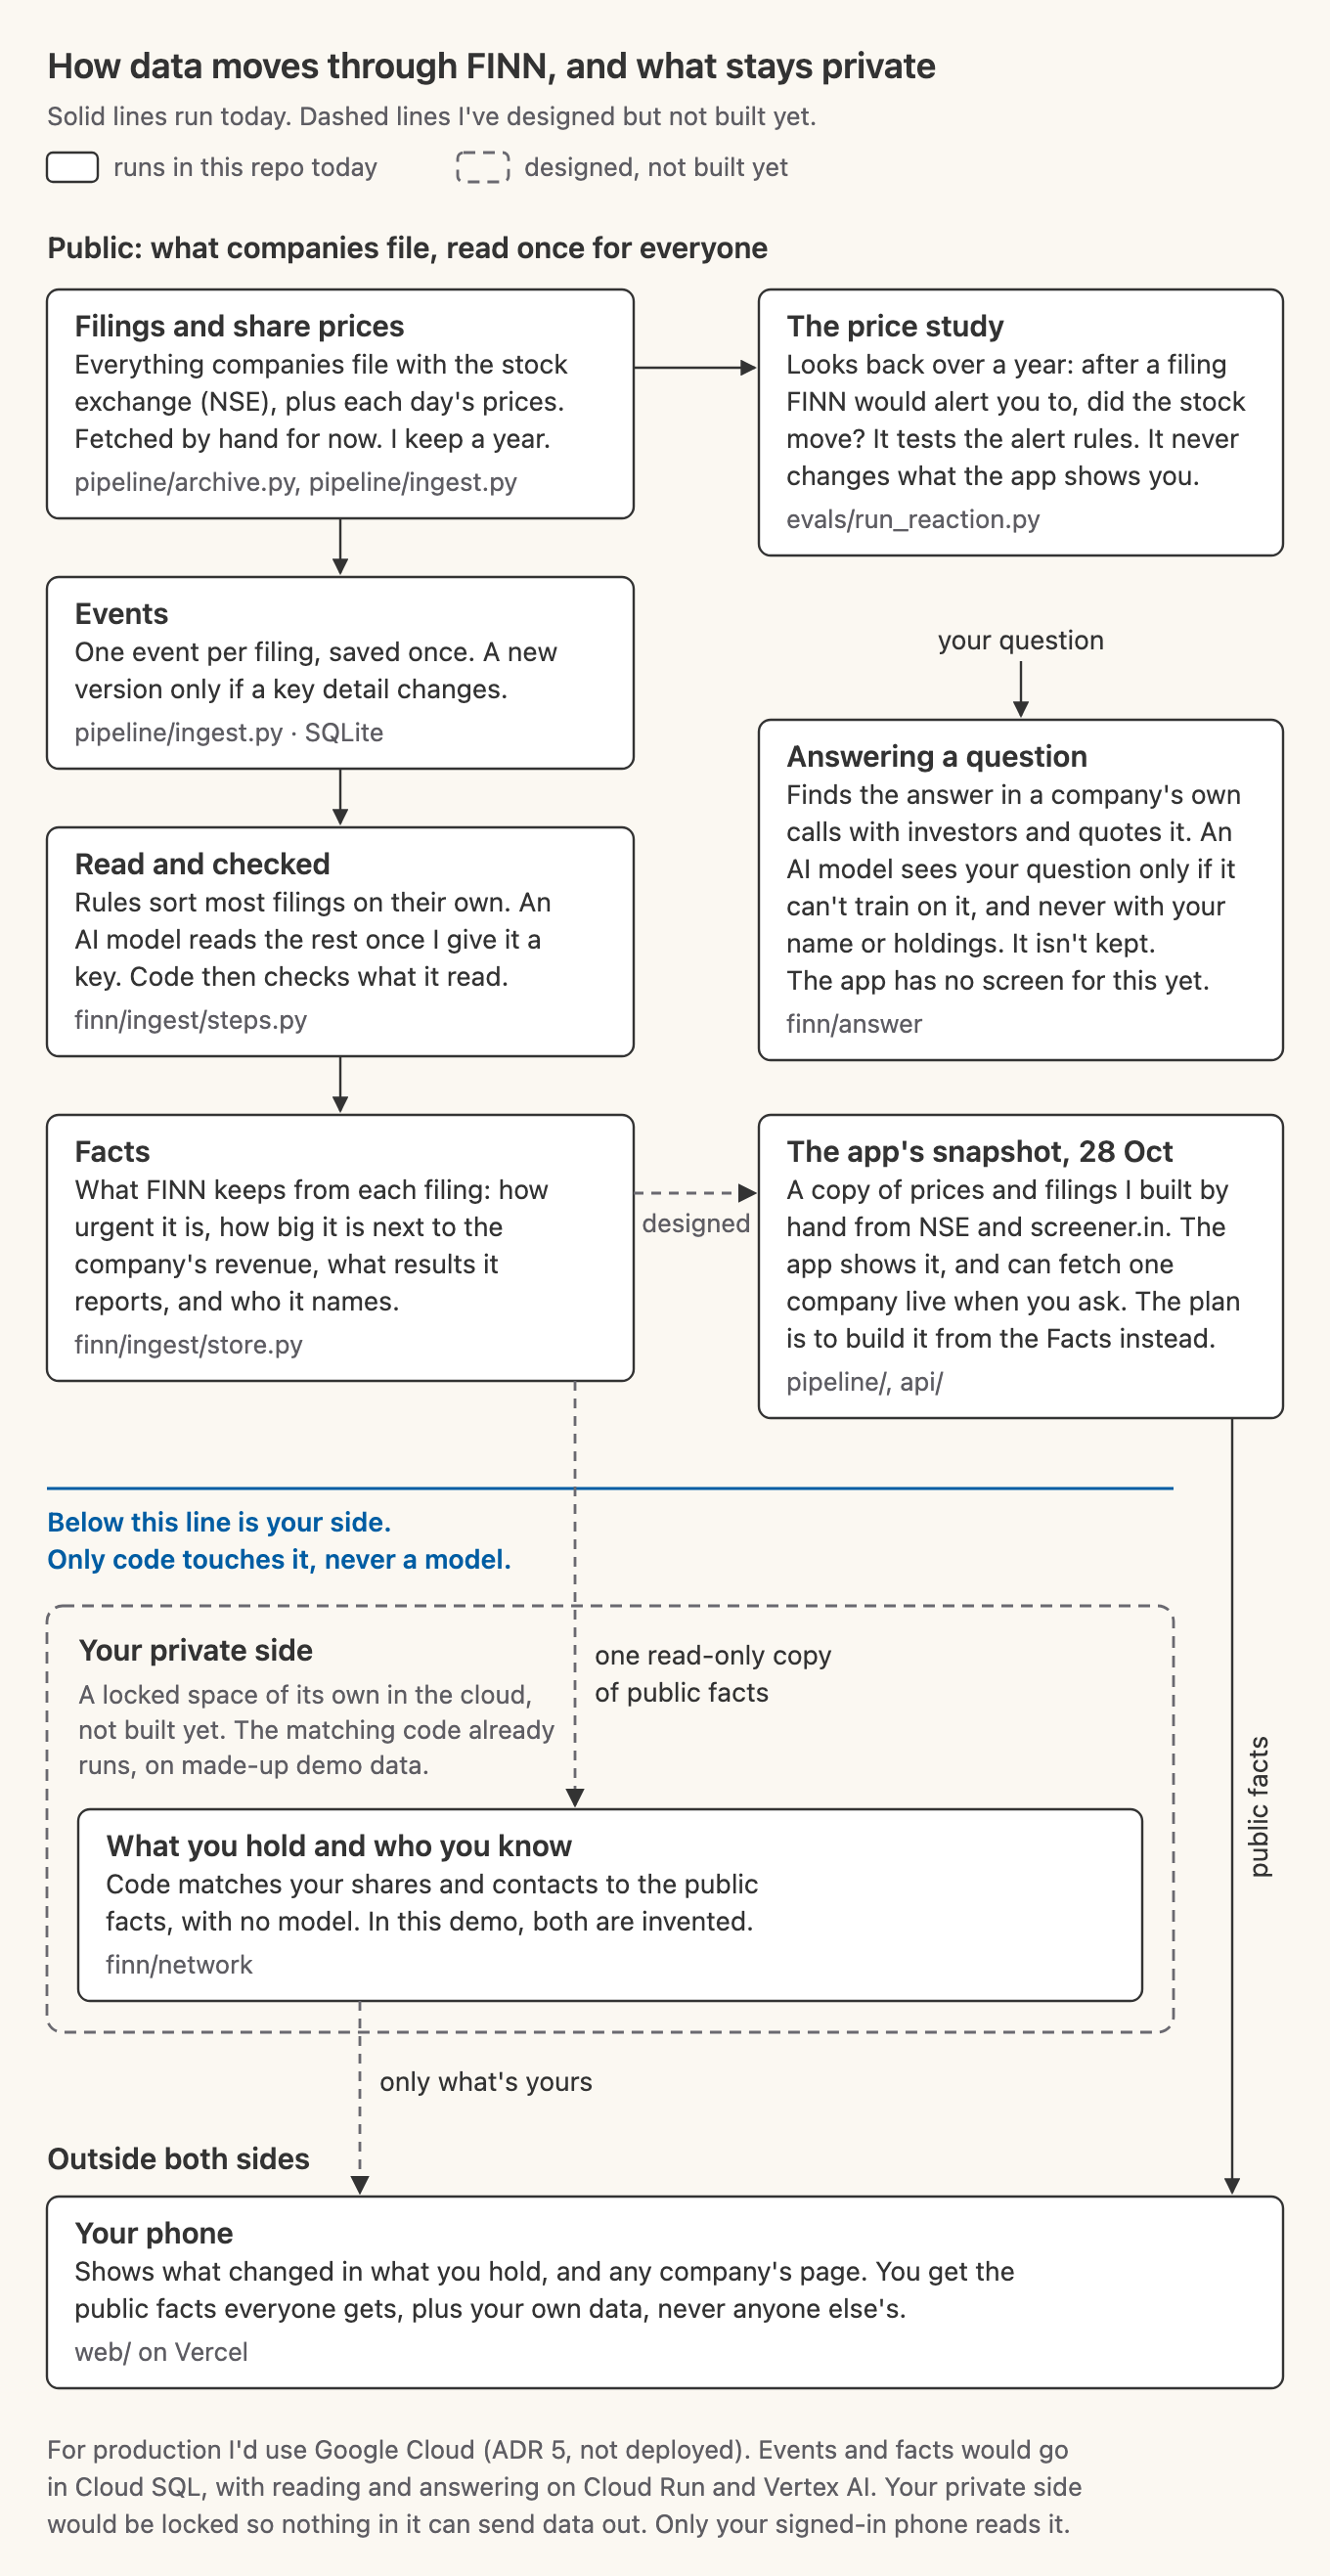 How data moves through FINN, and what stays private
Solid lines run today. Dashed lines I've designed but not built yet.
runs in this repo today
designed, not built yet
Public: what companies file, read once for everyone
Filings and share prices
Everything companies file with the stock
exchange (NSE), plus each day's prices.
Fetched by hand for now. I keep a year.
pipeline/archive.py, pipeline/ingest.py
The price study
Looks back over a year: after a filing
FINN would alert you to, did the stock
move? It tests the alert rules. It never
changes what the app shows you.
evals/run_reaction.py
Events
One event per filing, saved once. A new
version only if a key detail changes.
pipeline/ingest.py · SQLite
your question
Answering a question
Finds the answer in a company's own
calls with investors and quotes it. An
AI model sees your question only if it
can't train on it, and never with your
name or holdings. It isn't kept.
The app has no screen for this yet.
finn/answer
Read and checked
Rules sort most filings on their own. An
AI model reads the rest once I give it a
key. Code then checks what it read.
finn/ingest/steps.py
Facts
What FINN keeps from each filing: how
urgent it is, how big it is next to the
company's revenue, what results it
reports, and who it names.
finn/ingest/store.py
designed
The app's snapshot, 28 Oct
A copy of prices and filings I built by
hand from NSE and screener.in. The
app shows it, and can fetch one
company live when you ask. The plan
is to build it from the Facts instead.
pipeline/, api/
Below this line is your side.
Only code touches it, never a model.
Your private side
A locked space of its own in the cloud,
not built yet. The matching code already
runs, on made-up demo data.
one read-only copy
of public facts
What you hold and who you know
Code matches your shares and contacts to the public
facts, with no model. In this demo, both are invented.
finn/network
public facts
only what's yours
Outside both sides
Your phone
Shows what changed in what you hold, and any company's page. You get the
public facts everyone gets, plus your own data, never anyone else's.
web/ on Vercel
For production I'd use Google Cloud (ADR 5, not deployed). Events and facts would go
in Cloud SQL, with reading and answering on Cloud Run and Vertex AI. Your private side
would be locked so nothing in it can send data out. Only your signed-in phone reads it.